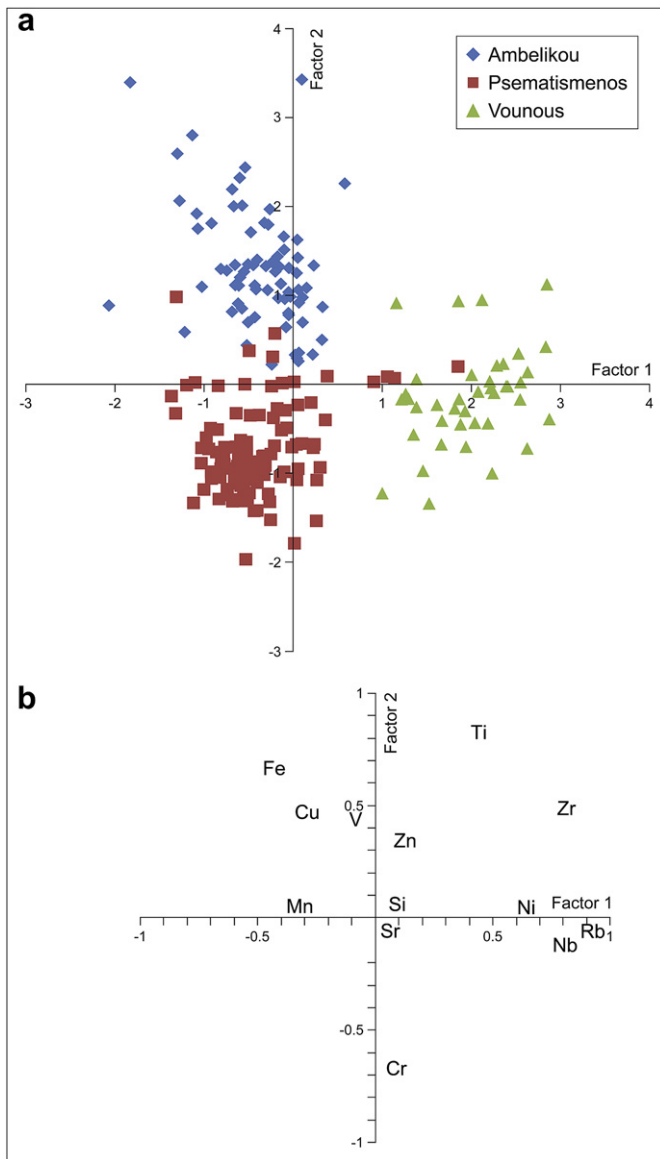 a
Factor 2
Ambelikou
Psematismenos
Vounous
4
4
2
1
-1
-2
-3
Factor 1
-3
-2
-1
1
2
3
4
b
Factor 2
1
0.5
-0.5
-1
Ti
Fe
Cu
V
Zr
Zn
Mn
Si
Ni
Factor 1
-1
-0.5
Sr
0.5
Nb
Rb
1
Cr